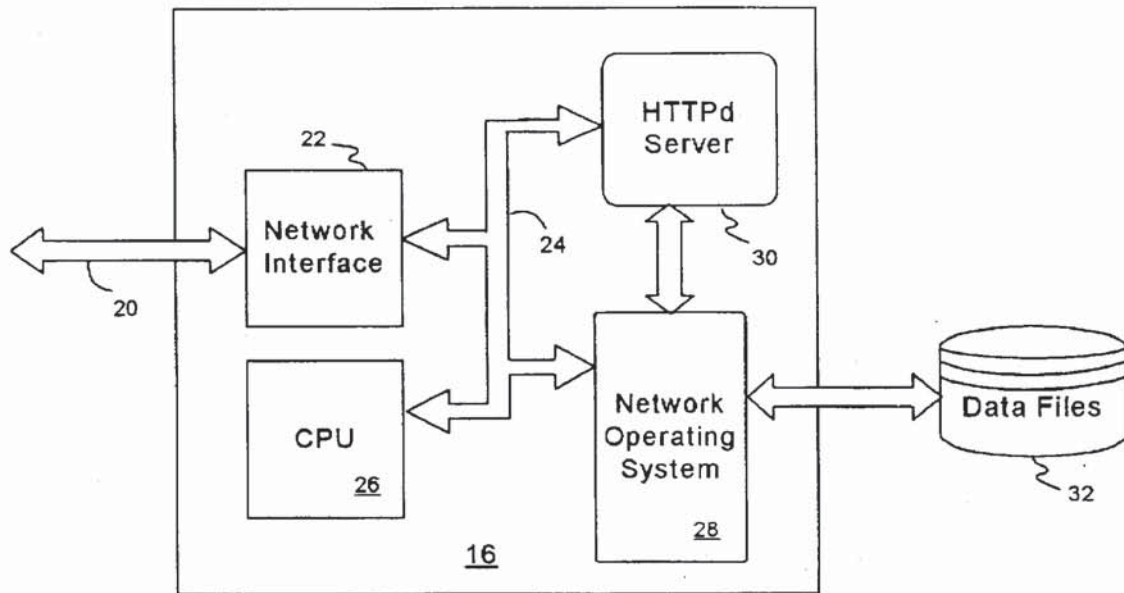 HTTPd
Server
22
Network
Interface
24
30
20
CPU
26
Network
Operating
System
28
Data Files
32
16